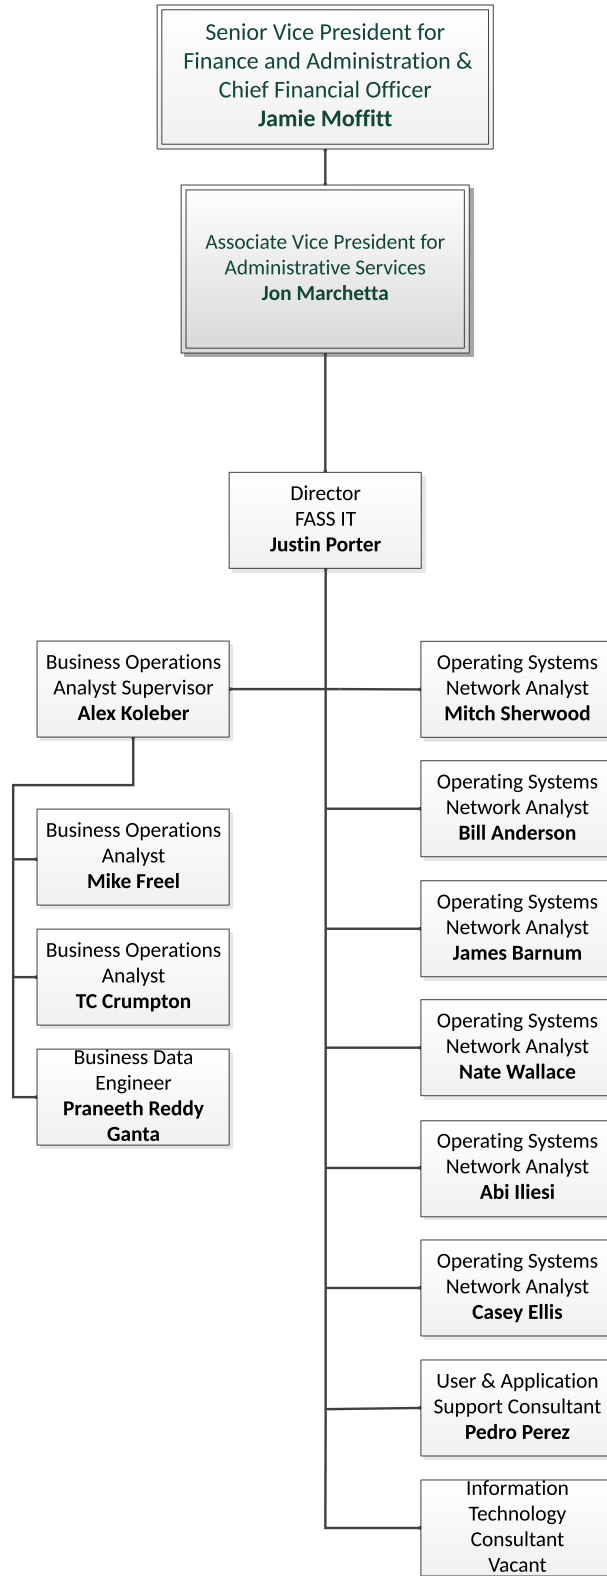 Senior Vice President for
Finance and Administration &
Chief Financial Officer
Jamie Moffitt
Associate Vice President for
Administrative Services
Jon Marchetta
Director
FASS IT
Justin Porter
Business Operations
Analyst Supervisor
Alex Koleber
Business Operations
Analyst
Mike Freel
Business Operations
Analyst
TC Crumpton
Business Data
Engineer
Praneeth Reddy
Ganta
Operating Systems
Network Analyst
Mitch Sherwood
Operating Systems
Network Analyst
Bill Anderson
Operating Systems
Network Analyst
James Barnum
Operating Systems
Network Analyst
Nate Wallace
Operating Systems
Network Analyst
Abi Iliesi
Operating Systems
Network Analyst
Casey Ellis
User & Application
Support Consultant
Pedro Perez
Information
Technology
Consultant
Vacant